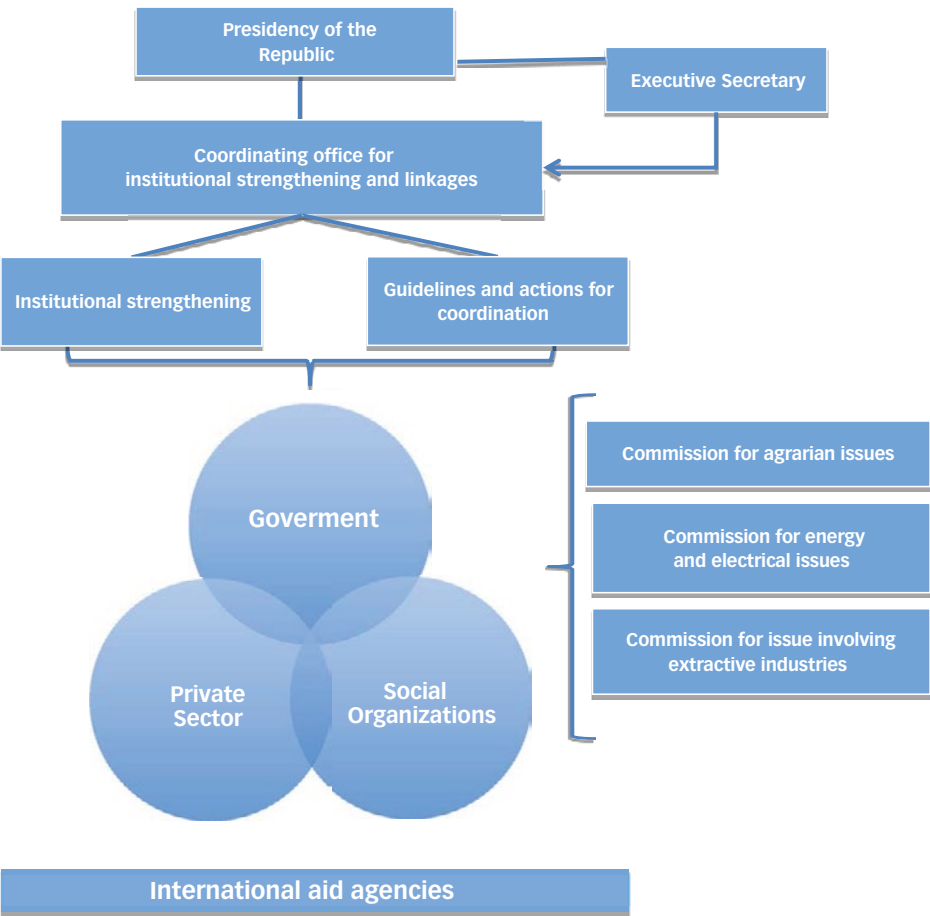 Presidency of the
Republic
Executive Secretary
Coordinating office for
institutional strengthening and linkages
Institutional strengthening
Guidelines and actions for
coordination
Commission for agrarian issues
Goverment
Commission for energy
and electrical issues
Commission for issue involving
extractive industries
Private
Sector
Social
Organizations
International aid agencies